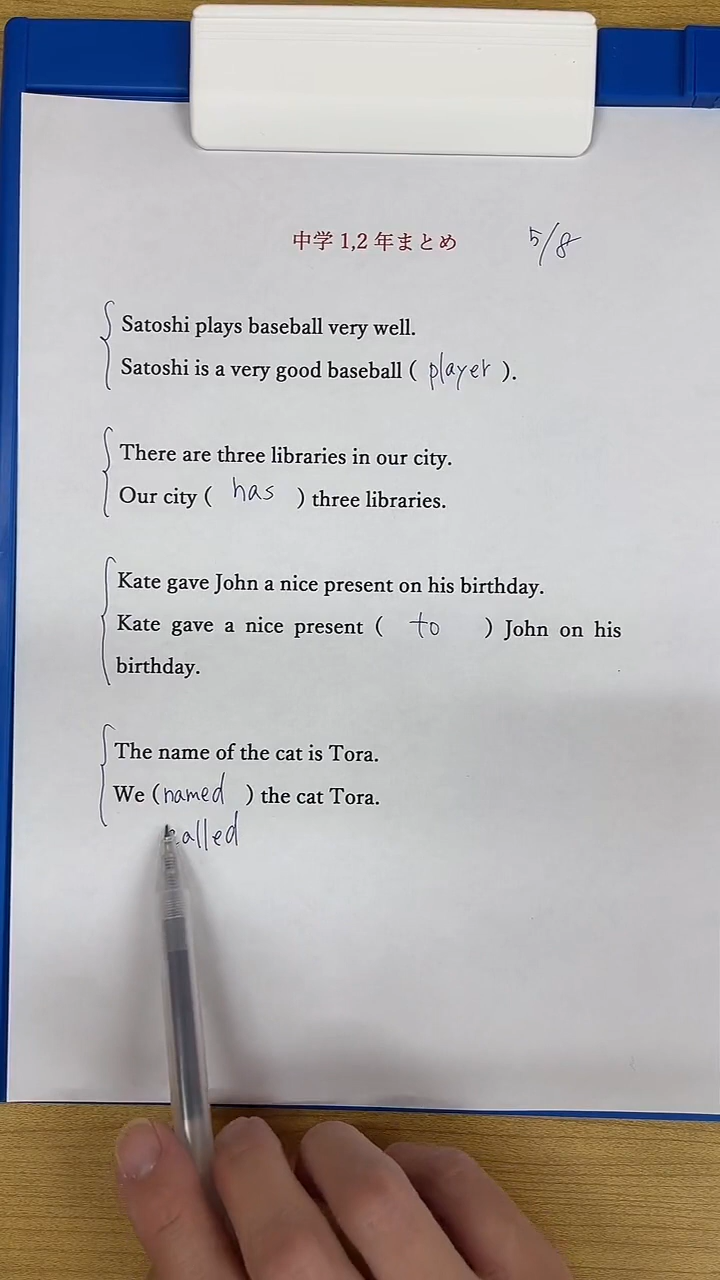 中学 1,2 年まとめ 5/8
Satoshi plays baseball very well.
Satoshi is a very good baseball ( player ).
There are three libraries in our city.
Our city ( has ) three libraries.
Kate gave John a nice present on his birthday.
Kate gave a nice present ( to ) John on his
birthday.
The name of the cat is Tora.
We (named ) the cat Tora.
called